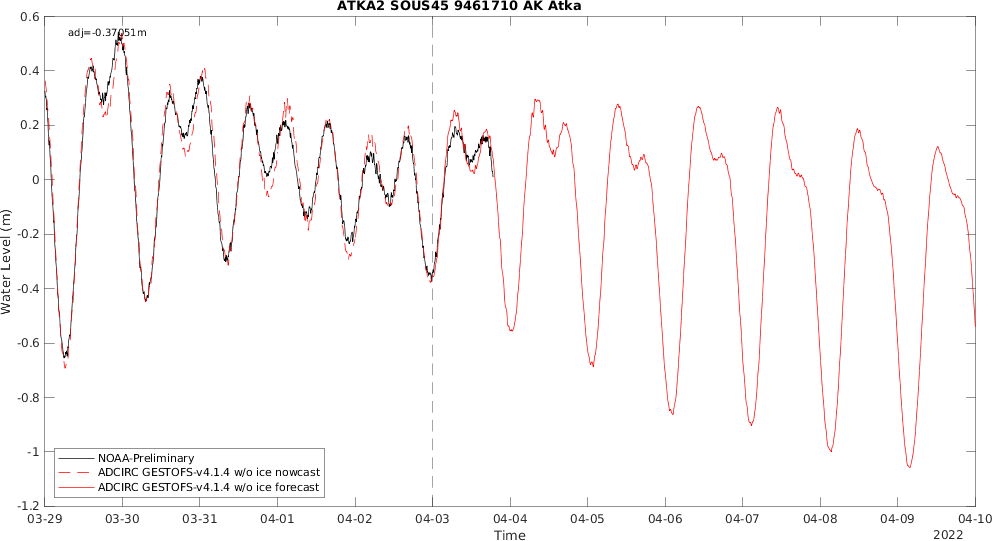 ATKA2 SOUS45 9461710 AK Atka
adj=-0.37051m
0.6
0.4
0.2
0
-0.2
-0.4
-0.6
-0.8
-1
-1.2
Water Level (m)
NOAA-Preliminary
ADCIRC GESTOFS-v4.1.4 w/o ice nowcast
ADCIRC GESTOFS-v4.1.4 w/o ice forecast
03-29 03-30 03-31 04-01 04-02 04-03 04-04 04-05 04-06 04-07 04-08 04-09 04-10
Time
2022